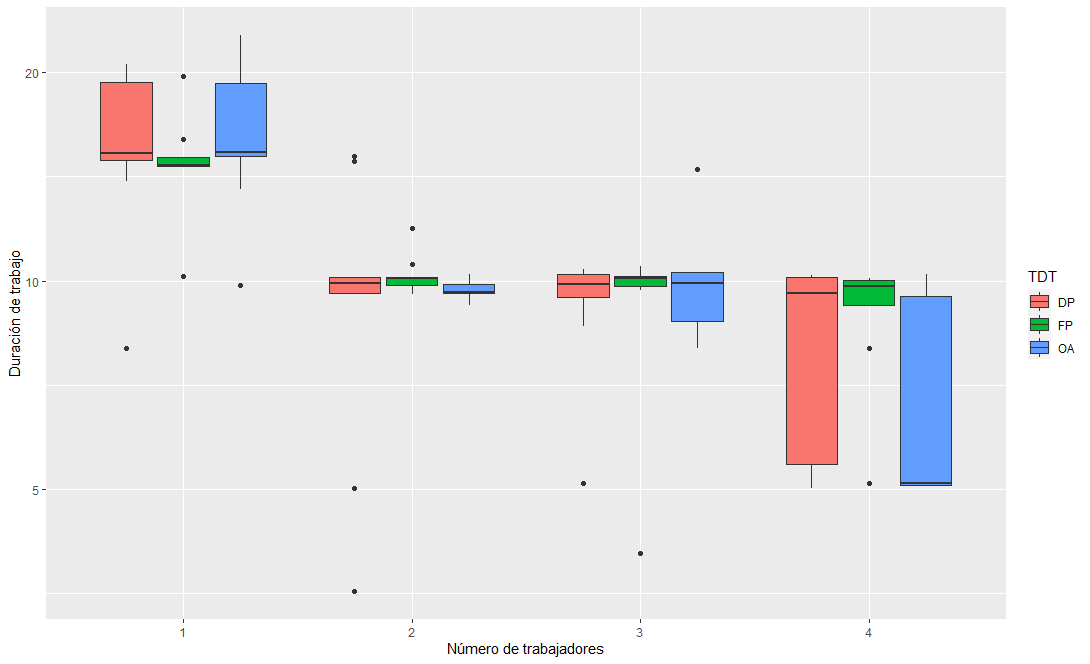 Duración de trabajo
20
10
5
1
2
3
4
Número de trabajadores
TDT
DP
FP
OA